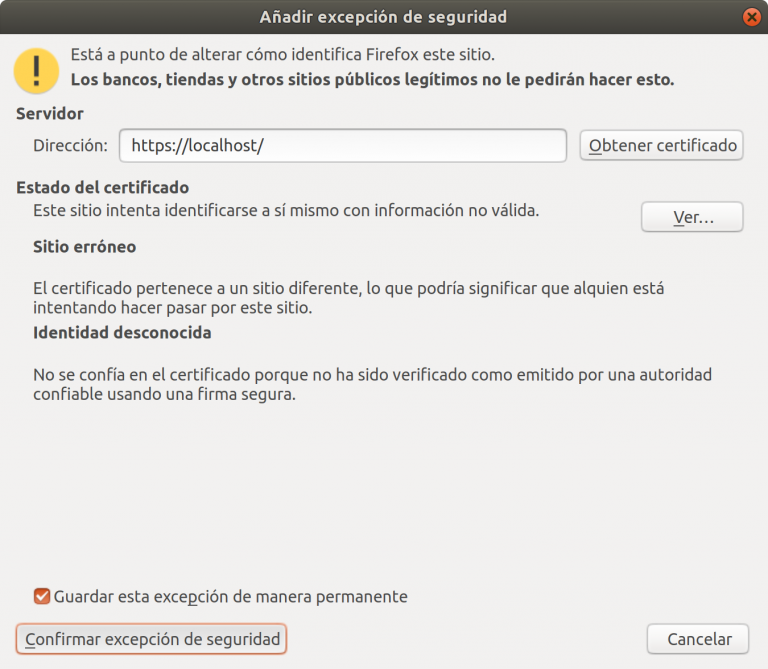 Añadir excepción de seguridad
Está a punto de alterar cómo identifica Firefox este sitio.
Los bancos, tiendas y otros sitios públicos legítimos no le pedirán hacer esto.
Servidor
Dirección: https://localhost/ Obtener certificado
Estado del certificado
Este sitio intenta identificarse a sí mismo con información no válida.
Ver...
Sitio erróneo
El certificado pertenece a un sitio diferente, lo que podría significar que alquien está
intentando hacer pasar por este sitio.
Identidad desconocida
No se confía en el certificado porque no ha sido verificado como emitido por una autoridad
confiable usando una firma segura.
Guardar esta excepción de manera permanente
Confirmar excepción de seguridad Cancelar